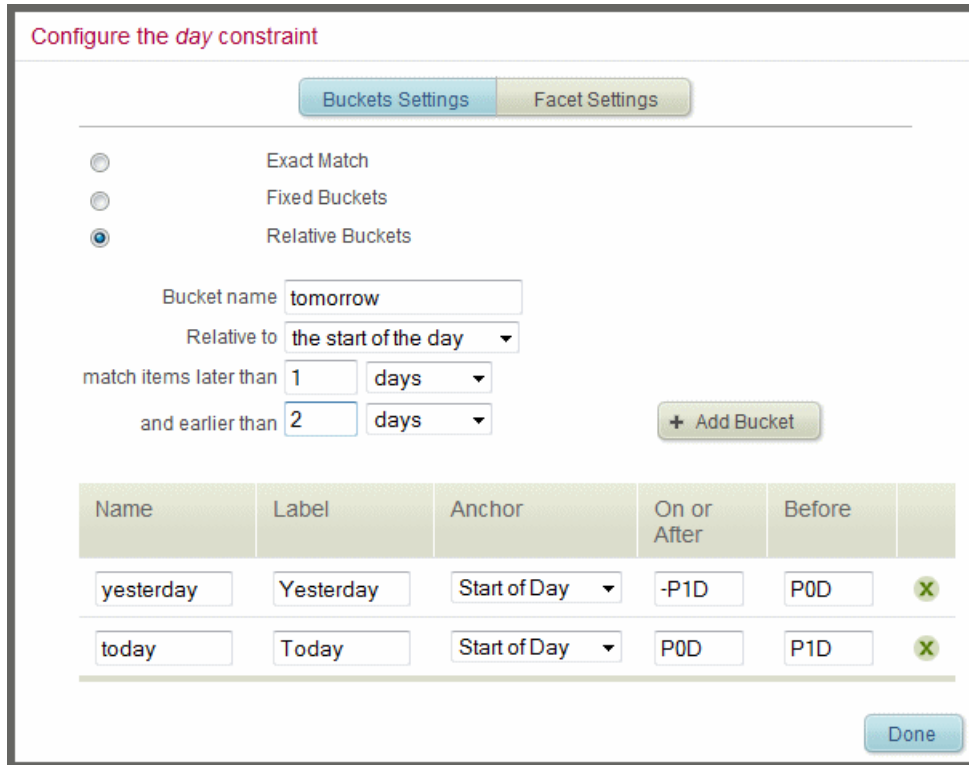 Configure the day constraint
Buckets Settings Facet Settings
Exact Match
Fixed Buckets
Relative Buckets
Bucket name tomorrow
Relative to the start of the day
match items later than 1 days
and earlier than 2 days + Add Bucket
Name Label Anchor On or After Before
yesterday Yesterday Start of Day -P1D P0D X
today Today Start of Day P0D P1D X
Done